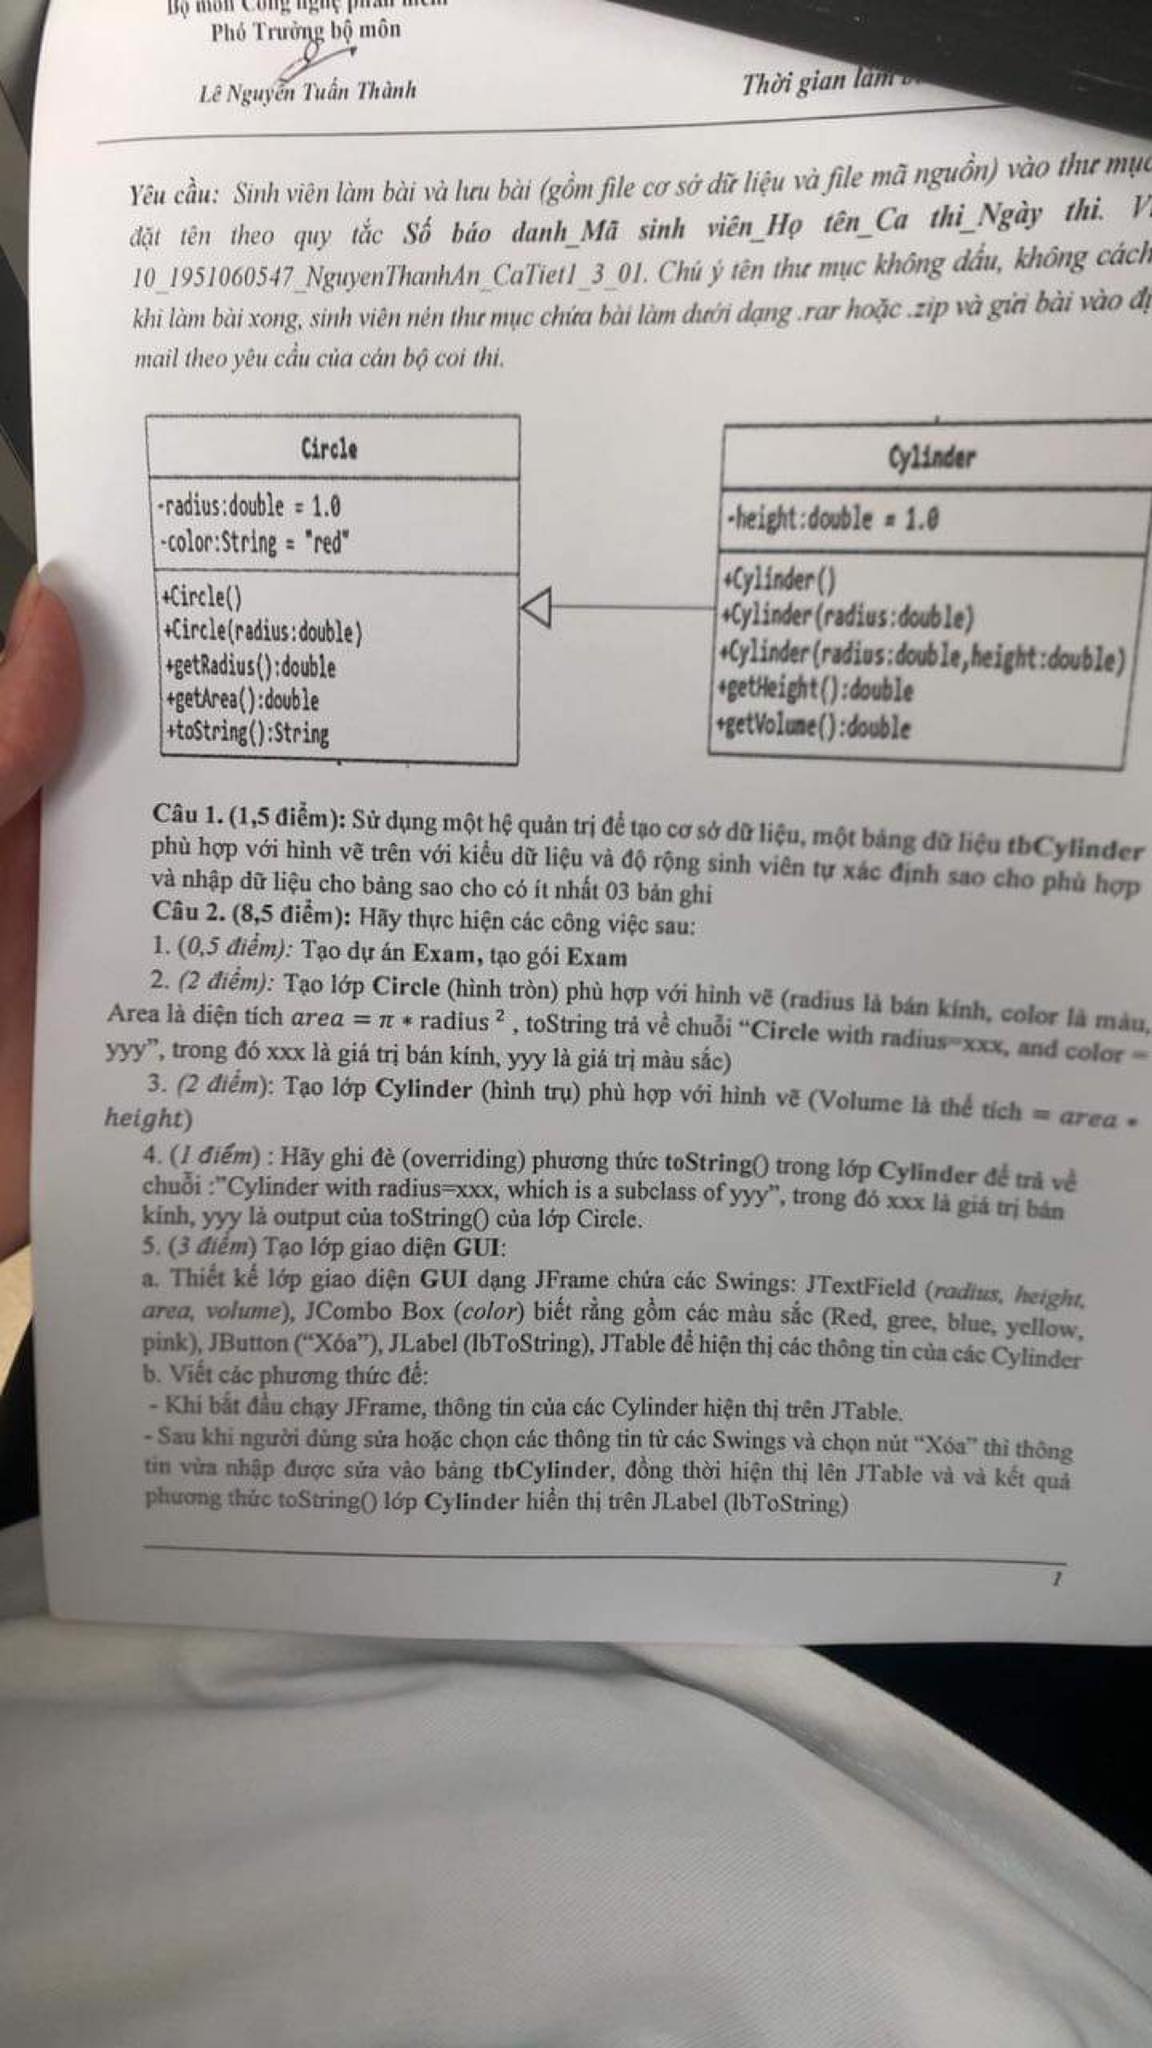 Bộ môn Công nghệ phần mềm
Phó Trưởng bộ môn
Lê Nguyễn Tuấn Thành
Thời gian làm
Yêu cầu: Sinh viên làm bài và lưu bài (gồm file cơ sở dữ liệu và file mã nguồn) vào thư mục
đặt tên theo quy tắc Số báo danh_Mã sinh viên_Họ tên_Ca thi_Ngày thi.
10_1951060547_NguyenThanhAn_CaTiet1_3_01. Chú ý tên thư mục không dấu, không cách
khi làm bài xong, sinh viên nén thư mục chứa bài làm dưới dạng .rar hoặc .zip và gửi bài vào
mail theo yêu cầu của cán bộ coi thi.
Circle
-radius:double = 1.0
-color:String = "red"
+Circle()
+Circle(radius:double)
+getRadius():double
+getArea():double
+toString():String
Cylinder
-height:double = 1.0
+Cylinder()
+Cylinder(radius:double)
+Cylinder(radius:double,height:double)
+getHeight():double
+getVolume():double
Câu 1. (1,5 điểm): Sử dụng một hệ quản trị để tạo cơ sở dữ liệu, một bảng dữ liệu tbCylinder
phù hợp với hình vẽ trên với kiểu dữ liệu và độ rộng sinh viên tự xác định sao cho phù hợp
và nhập dữ liệu cho bảng sao cho có ít nhất 03 bản ghi
Câu 2. (8,5 điểm): Hãy thực hiện các công việc sau:
1. (0,5 điểm): Tạo dự án Exam, tạo gói Exam
2. (2 điểm): Tạo lớp Circle (hình tròn) phù hợp với hình vẽ (radius là bán kính, color là màu,
Area là diện tích area = π * radius ², toString trả về chuỗi “Circle with radius=xxx, and color =
yyy”, trong đó xxx là giá trị bán kính, yyy là giá trị màu sắc)
3. (2 điểm): Tạo lớp Cylinder (hình trụ) phù hợp với hình vẽ (Volume là thể tích = area *
height)
4. (1 điểm) : Hãy ghi đè (overriding) phương thức toString() trong lớp Cylinder để trả về
chuỗi :”Cylinder with radius=xxx, which is a subclass of yyy”, trong đó xxx là giá trị bán
kính, yyy là output của toString() của lớp Circle.
5. (3 điểm) Tạo lớp giao diện GUI:
a. Thiết kế lớp giao diện GUI dạng JFrame chứa các Swings: JTextField (radius, height,
area, volume), JCombo Box (color) biết rằng gồm các màu sắc (Red, gree, blue, yellow,
pink), JButton (“Xóa”), JLabel (lbToString), JTable để hiện thị các thông tin của các Cylinder
b. Viết các phương thức để:
- Khi bắt đầu chạy JFrame, thông tin của các Cylinder hiện thị trên JTable.
- Sau khi người dùng sửa hoặc chọn các thông tin từ các Swings và chọn nút “Xóa” thì thông
tin vừa nhập được sửa vào bảng tbCylinder, đồng thời hiện thị lên JTable và và kết quả
phương thức toString() lớp Cylinder hiển thị trên JLabel (lbToString)
1